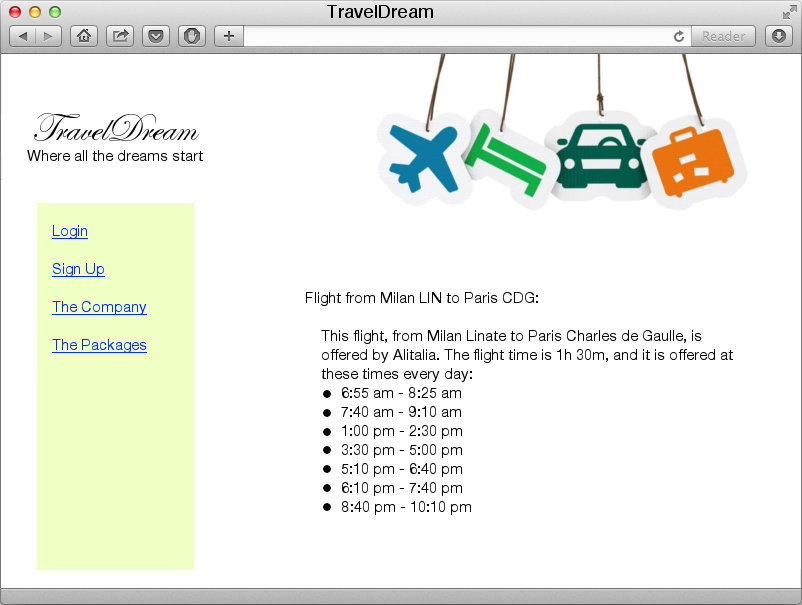 TravelDream
Reader
TravelDream
Where all the dreams start
Login
Sign Up
The Company
The Packages
Flight from Milan LIN to Paris CDG:
This flight, from Milan Linate to Paris Charles de Gaulle, is
offered by Alitalia. The flight time is 1h 30m, and it is offered at
these times every day:
● 6:55 am - 8:25 am
● 7:40 am - 9:10 am
● 1:00 pm - 2:30 pm
● 3:30 pm - 5:00 pm
● 5:10 pm - 6:40 pm
● 6:10 pm - 7:40 pm
● 8:40 pm - 10:10 pm